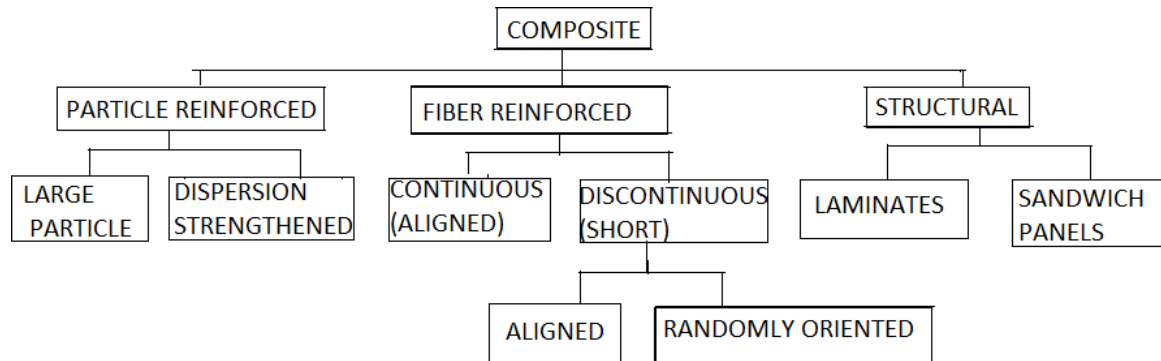 COMPOSITE
PARTICLE REINFORCED
FIBER REINFORCED
STRUCTURAL
LARGE
PARTICLE
DISPERSION
STRENGTHENED
CONTINUOUS
(ALIGNED)
DISCONTINUOUS
(SHORT)
LAMINATES
SANDWICH
PANELS
ALIGNED
RANDOMLY ORIENTED